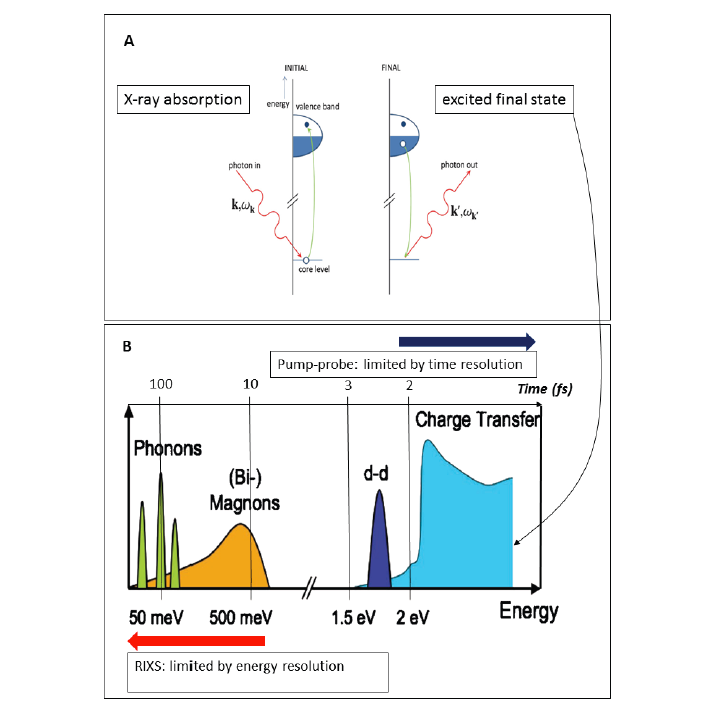 A
INITIAL
FINAL
X-ray absorption
energy
valence band
excited final state
photon in
photon out
k,ωk
k′,ωk′
core level
B
Pump-probe: limited by time resolution
100
10
3
2
Time (fs)
Charge Transfer
Phonons
(Bi-)
Magnons
d-d
50 meV
500 meV
1.5 eV
2 eV
Energy
RIXS: limited by energy resolution